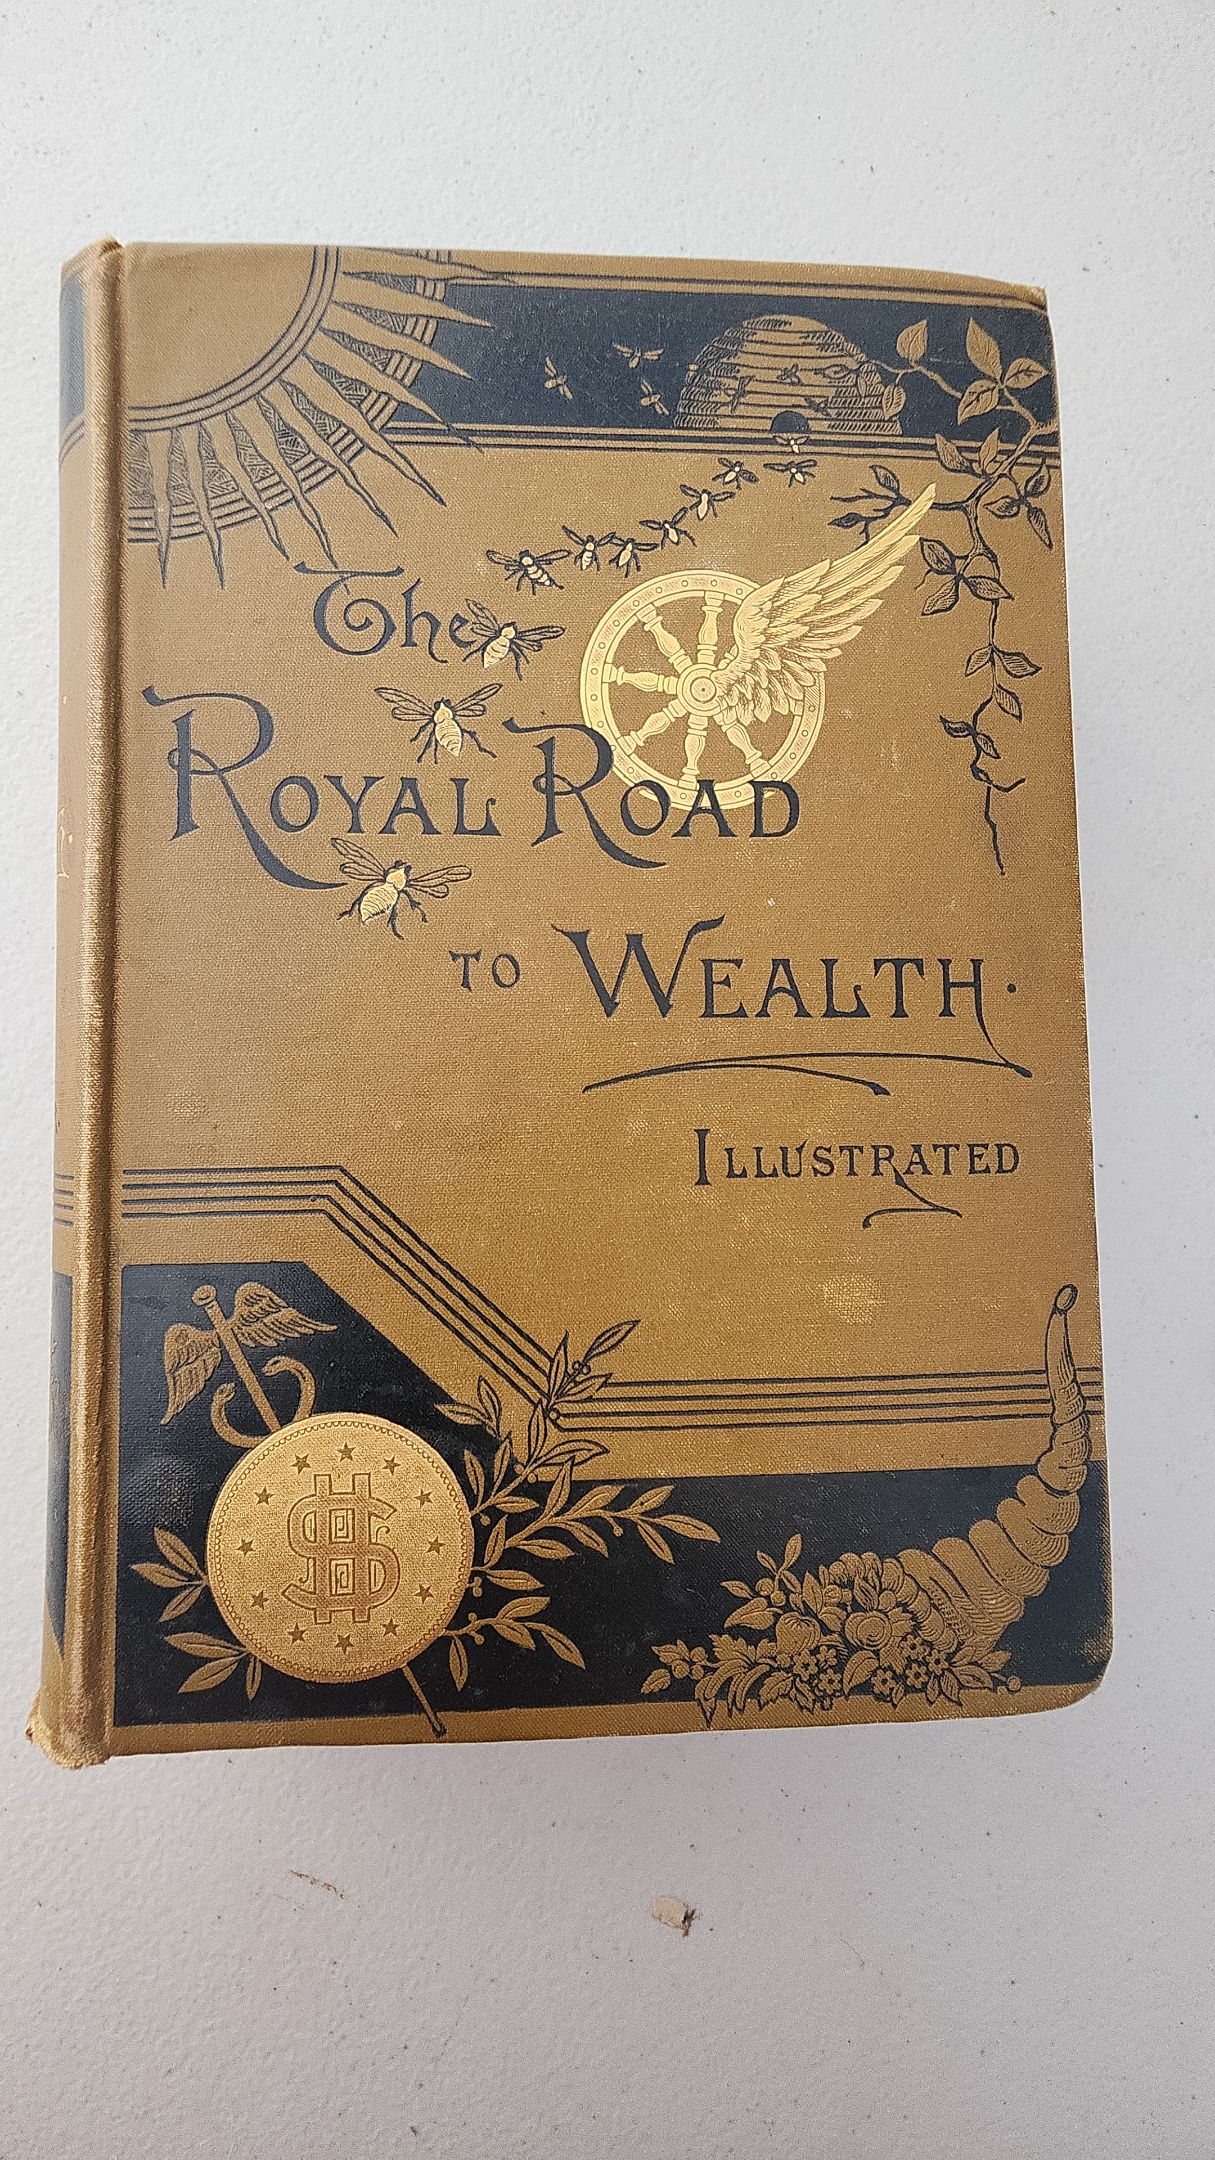 The
ROYAL ROAD
TO WEALTH.
ILLUSTRATED
$